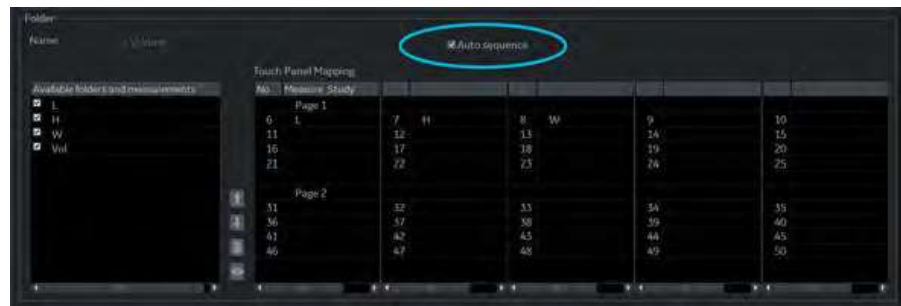 Folder
Name Volume
Auto sequence
Touch Panel Mapping
Available folders and measurements
No Measure Study
L
H
W
Vol
Page 1
6 L 7 H 8 W 9 10
11 12 13 14 15
16 17 18 19 20
21 22 23 24 25
Page 2
31 32 33 34 35
36 37 38 39 40
41 42 43 44 45
46 47 48 49 50